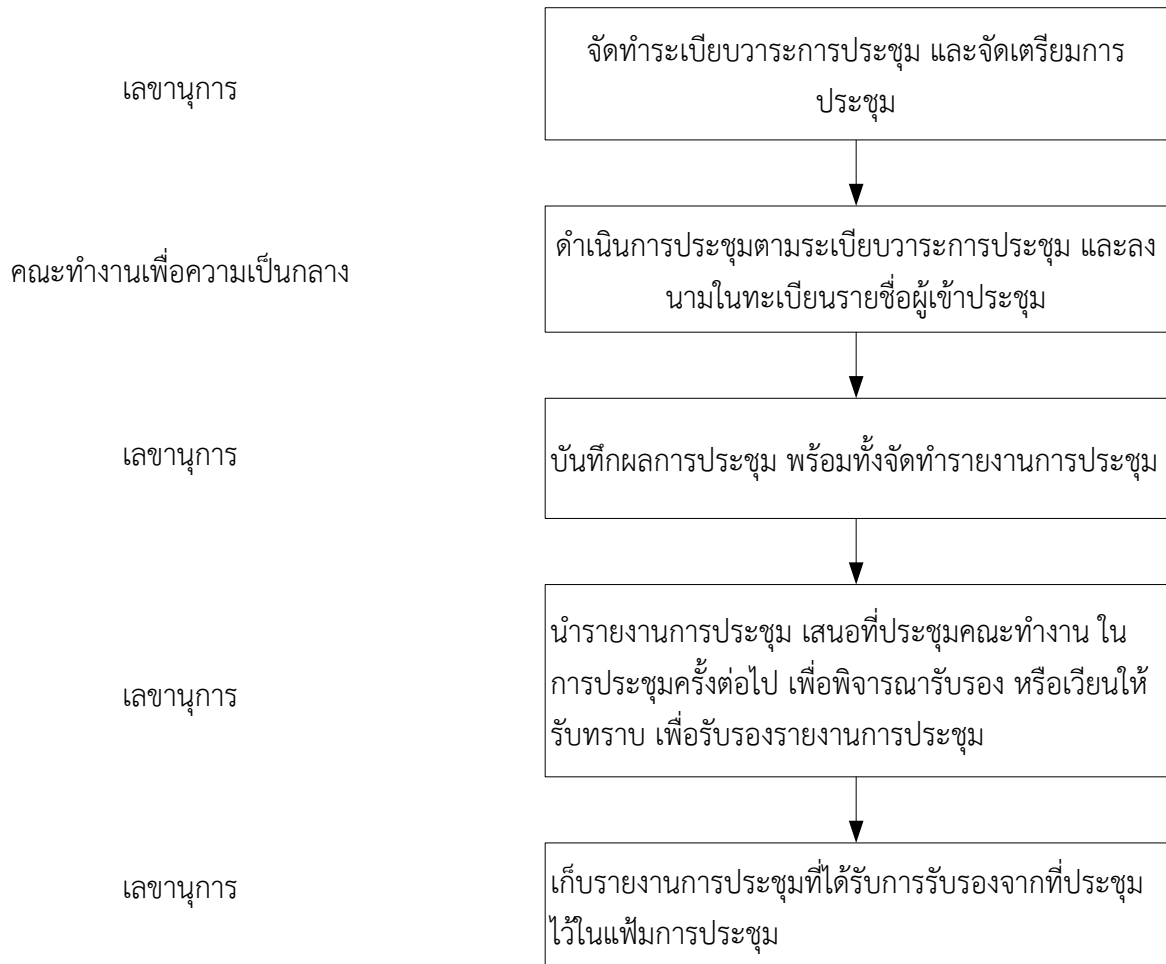 จัดทำระเบียบวาระการประชุม และจัดเตรียมการ
ประชุม
เลขานุการ
ดำเนินการประชุมตามระเบียบวาระการประชุม และลง
นามในทะเบียนรายชื่อผู้เข้าประชุม
คณะทำงานเพื่อความเป็นกลาง
บันทึกผลการประชุม พร้อมทั้งจัดทำรายงานการประชุม
เลขานุการ
นำรายงานการประชุม เสนอที่ประชุมคณะทำงาน ใน
การประชุมครั้งต่อไป เพื่อพิจารณารับรอง หรือเวียนให้
รับทราบ เพื่อรับรองรายงานการประชุม
เลขานุการ
เก็บรายงานการประชุมที่ได้รับการรับรองจากที่ประชุม
ไว้ในแฟ้มการประชุม
เลขานุการ